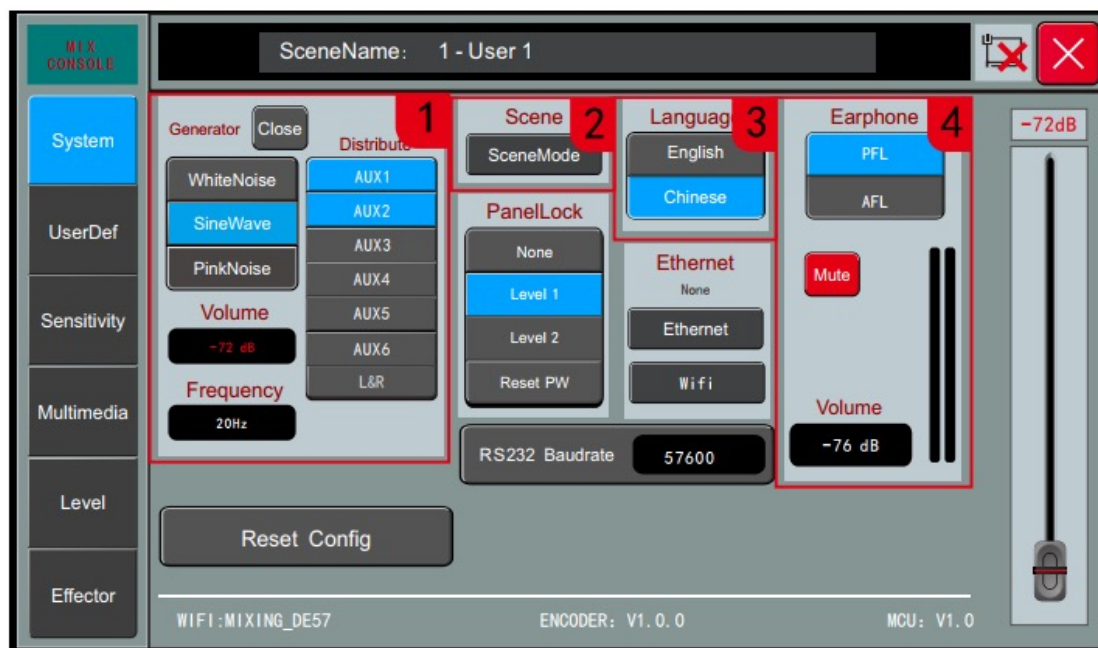 MIX
CONSOLE
SceneName: 1 - User 1
System
UserDef
Sensitivity
Multimedia
Level
Effector
1
Generator
Close
Distribute
WhiteNoise
SineWave
PinkNoise
AUX1
AUX2
AUX3
AUX4
AUX5
AUX6
L&R
Volume
-72 dB
Frequency
20Hz
Scene
2
SceneMode
PanelLock
None
Level 1
Level 2
Reset PW
Languag
3
English
Chinese
Ethernet
None
Ethernet
Wifi
RS232 Baudrate
57600
Earphone
4
PFL
AFL
Mute
Volume
-76 dB
-72dB
Reset Config
WIFI:MIXING_DE57
ENCODER: V1.0.0
MCU: V1.0